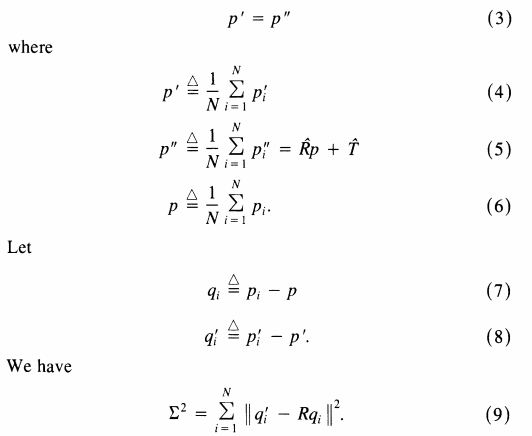 p′ = p″ (3)
where
p′ ≜ 1/N Σ_{i=1}^{N} p′_i (4)
p″ ≜ 1/N Σ_{i=1}^{N} p″_i = R̂p + T̂ (5)
p ≜ 1/N Σ_{i=1}^{N} p_i. (6)
Let
q_i ≜ p_i − p (7)
q′_i ≜ p′_i − p′. (8)
We have
Σ² = Σ_{i=1}^{N} ‖q′_i − Rq_i‖². (9)